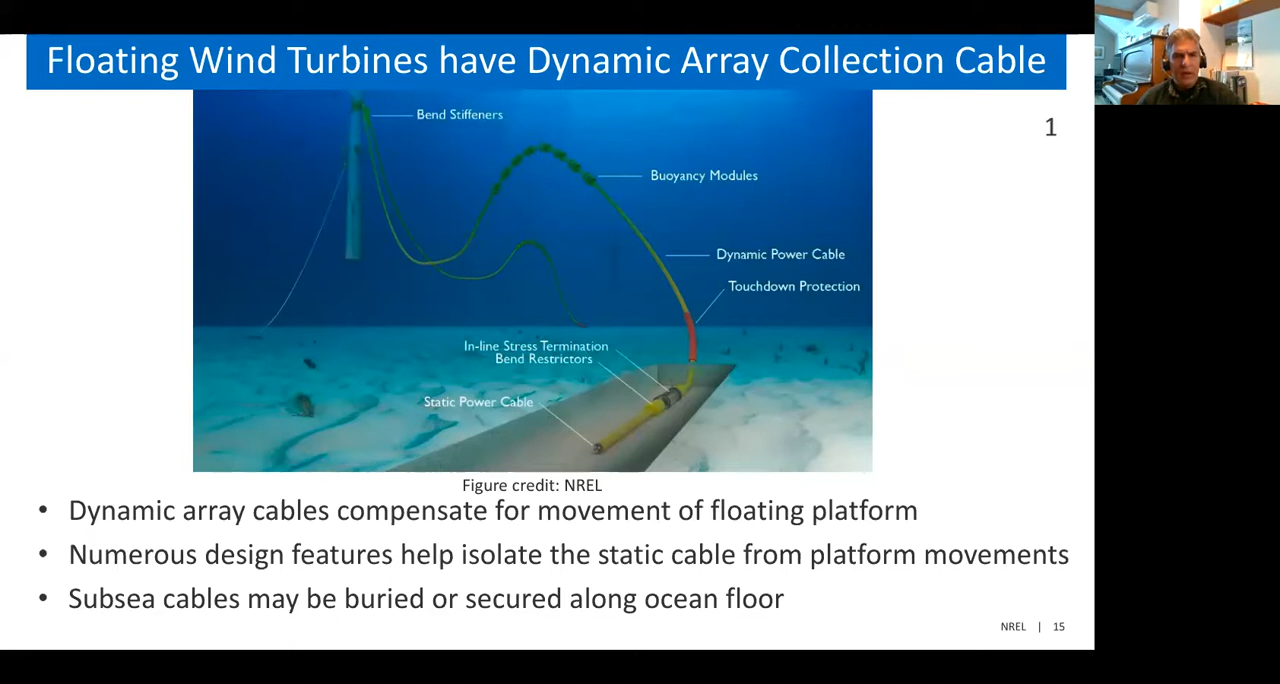 Floating Wind Turbines have Dynamic Array Collection Cable
1
Bend Stiffeners
Buoyancy Modules
Dynamic Power Cable
Touchdown Protection
In-line Stress Termination
Bend Restrictors
Static Power Cable
Figure credit: NREL
• Dynamic array cables compensate for movement of floating platform
• Numerous design features help isolate the static cable from platform movements
• Subsea cables may be buried or secured along ocean floor
NREL | 15